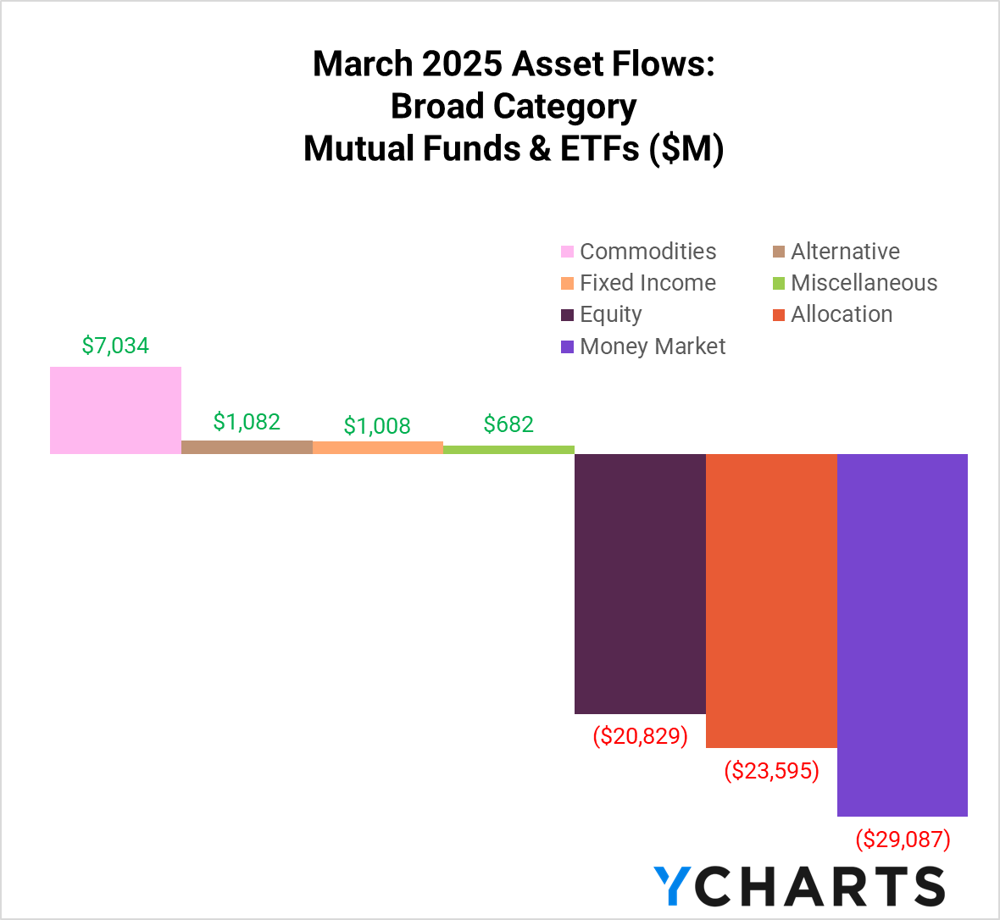 March 2025 Asset Flows:
Broad Category
Mutual Funds & ETFs ($M)
Commodities
Alternative
Fixed Income
Miscellaneous
Equity
Allocation
Money Market
$7,034
$1,082
$1,008
$682
($20,829)
($23,595)
($29,087)
YCHARTS